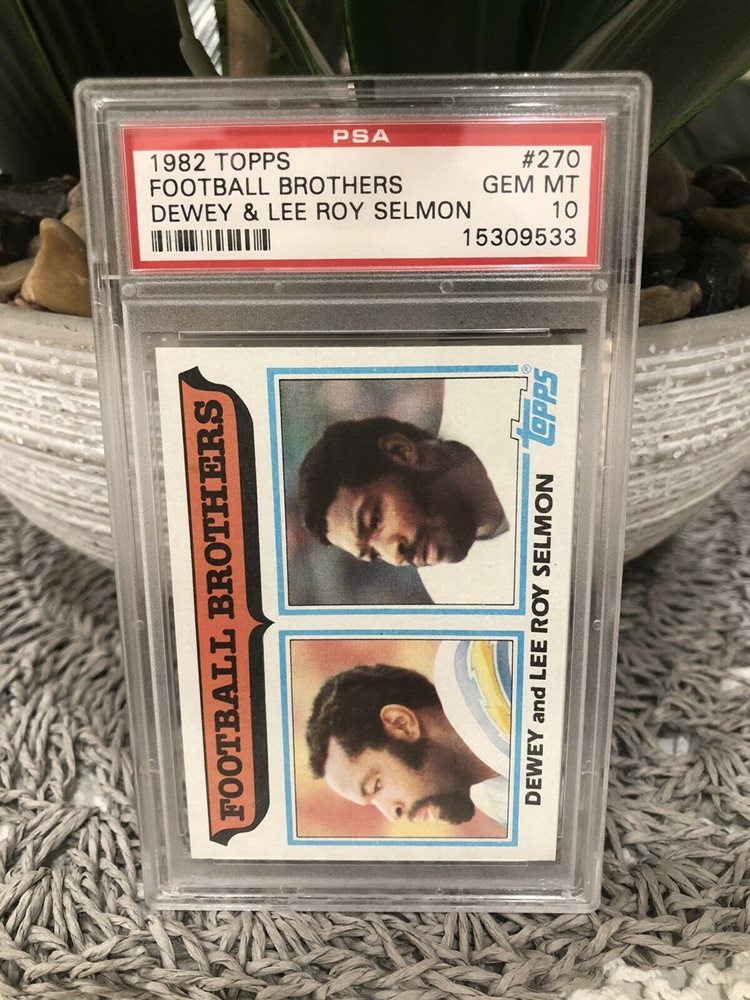 PSA
1982 TOPPS #270
FOOTBALL BROTHERS GEM MT
DEWEY & LEE ROY SELMON 10
15309533
FOOTBALL BROTHERS
topps®
DEWEY and LEE ROY SELMON